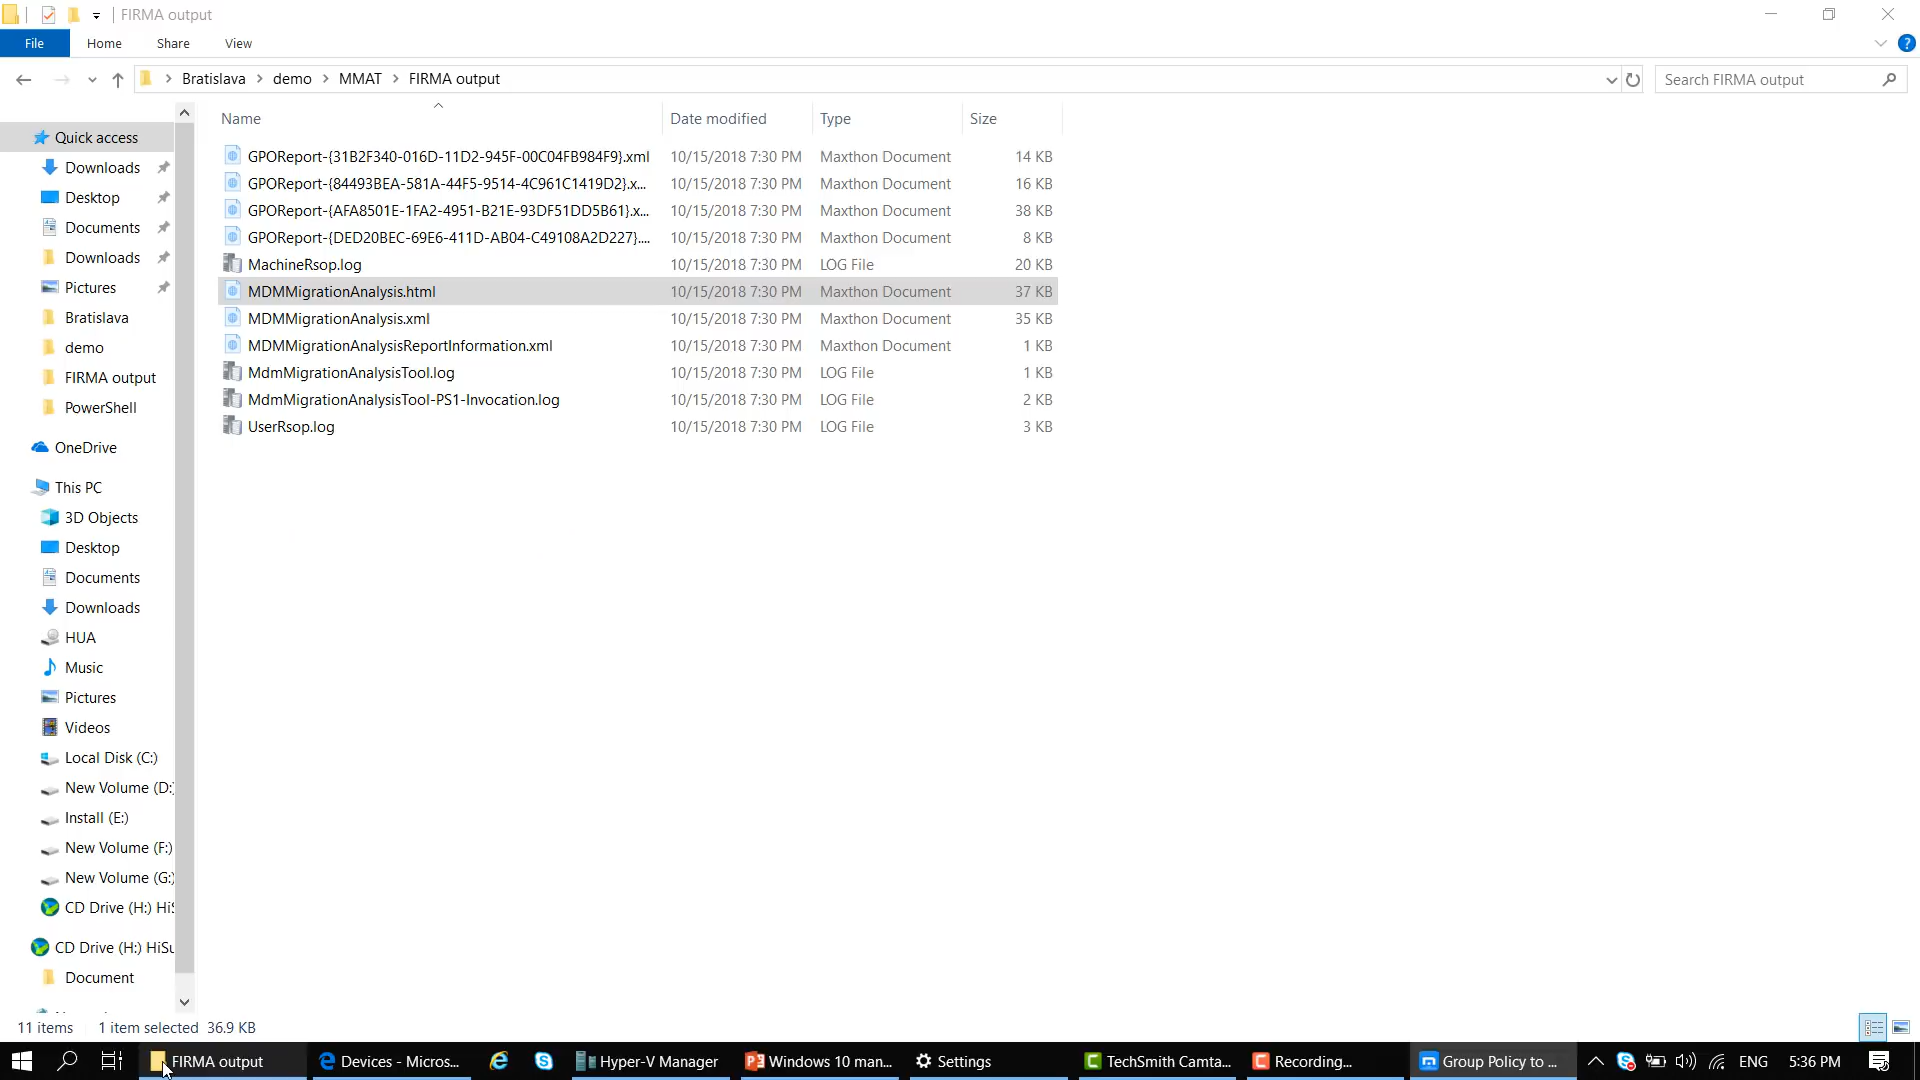 FIRMA output
File Home Share View
Bratislava demo MMAT FIRMA output
Search FIRMA output
Name Date modified Type Size
GPOReport-{31B2F340-016D-11D2-945F-00C04FB984F9}.xml 10/15/2018 7:30 PM Maxthon Document 14 KB
GPOReport-{84493BEA-581A-44F5-9514-4C961C1419D2}.x... 10/15/2018 7:30 PM Maxthon Document 16 KB
GPOReport-{AFA8501E-1FA2-4951-B21E-93DF51DD5B61}.x... 10/15/2018 7:30 PM Maxthon Document 38 KB
GPOReport-{DED20BEC-69E6-411D-AB04-C49108A2D227}.... 10/15/2018 7:30 PM Maxthon Document 8 KB
MachineRsop.log 10/15/2018 7:30 PM LOG File 20 KB
MDMMigrationAnalysis.html 10/15/2018 7:30 PM Maxthon Document 37 KB
MDMMigrationAnalysis.xml 10/15/2018 7:30 PM Maxthon Document 35 KB
MDMMigrationAnalysisReportInformation.xml 10/15/2018 7:30 PM Maxthon Document 1 KB
MdmMigrationAnalysisTool.log 10/15/2018 7:30 PM LOG File 1 KB
MdmMigrationAnalysisTool-PS1-Invocation.log 10/15/2018 7:30 PM LOG File 2 KB
UserRsop.log 10/15/2018 7:30 PM LOG File 3 KB
Quick access
Downloads
Desktop
Documents
Downloads
Pictures
Bratislava
demo
FIRMA output
PowerShell
OneDrive
This PC
3D Objects
Desktop
Documents
Downloads
HUA
Music
Pictures
Videos
Local Disk (C:)
New Volume (D:)
Install (E:)
New Volume (F:)
New Volume (G:)
CD Drive (H:) HiS
CD Drive (H:) HiSu
Document
11 items 1 item selected 36.9 KB
FIRMA output Devices - Micros... Hyper-V Manager Windows 10 man... Settings TechSmith Camta... Recording... Group Policy to ... ENG 5:36 PM